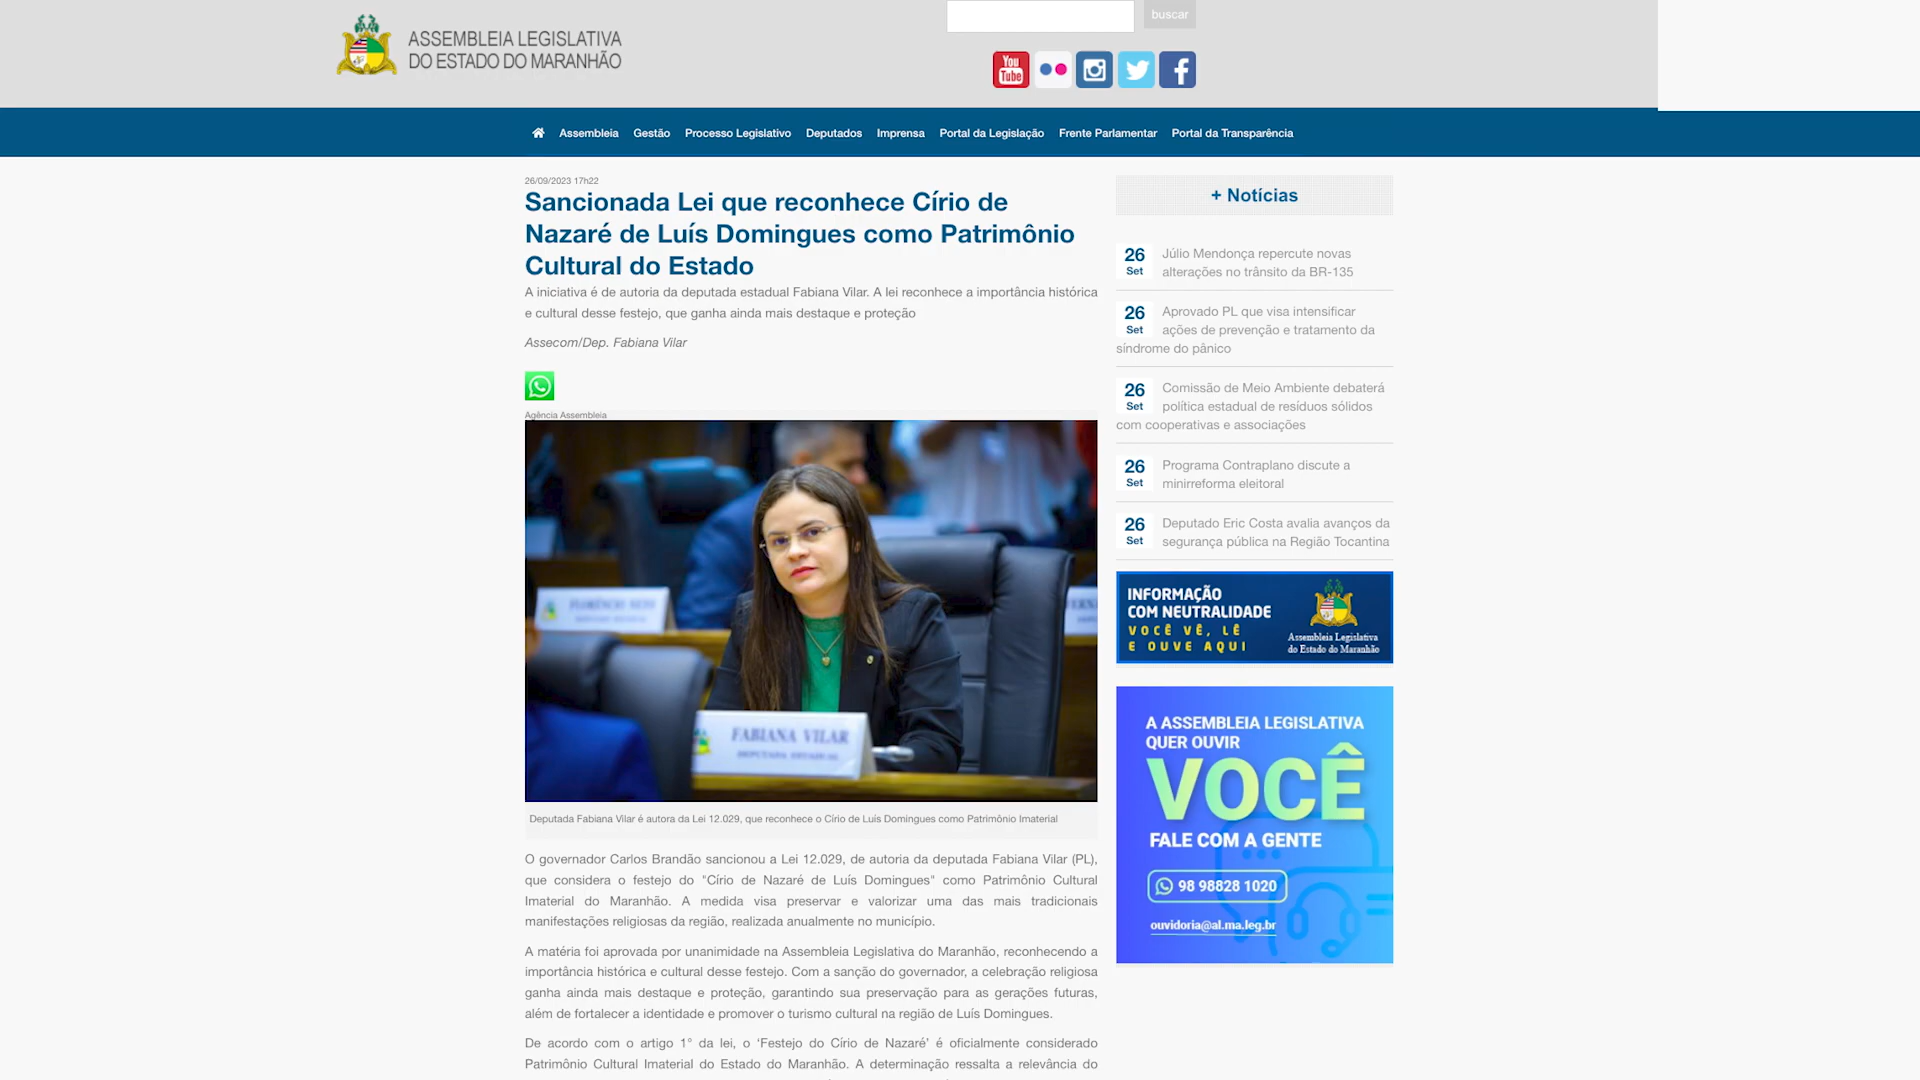 ASSEMBLEIA LEGISLATIVA
DO ESTADO DO MARANHÃO
buscar
You
Tube
Assembleia Gestão Processo Legislativo Deputados Imprensa Portal da Legislação Frente Parlamentar Portal da Transparência
26/09/2023 17h22
Sancionada Lei que reconhece Círio de
Nazaré de Luís Domingues como Patrimônio
Cultural do Estado
A iniciativa é de autoria da deputada estadual Fabiana Vilar. A lei reconhece a importância histórica
e cultural desse festejo, que ganha ainda mais destaque e proteção
Assecom/Dep. Fabiana Vilar
Agência Assembleia
FABIANA VILAR
DEPUTADA ESTADUAL
Deputada Fabiana Vilar é autora da Lei 12.029, que reconhece o Círio de Luís Domingues como Patrimônio Imaterial
O governador Carlos Brandão sancionou a Lei 12.029, de autoria da deputada Fabiana Vilar (PL),
que considera o festejo do "Círio de Nazaré de Luís Domingues" como Patrimônio Cultural
Imaterial do Maranhão. A medida visa preservar e valorizar uma das mais tradicionais
manifestações religiosas da região, realizada anualmente no município.
A matéria foi aprovada por unanimidade na Assembleia Legislativa do Maranhão, reconhecendo a
importância histórica e cultural desse festejo. Com a sanção do governador, a celebração religiosa
ganha ainda mais destaque e proteção, garantindo sua preservação para as gerações futuras,
além de fortalecer a identidade e promover o turismo cultural na região de Luís Domingues.
De acordo com o artigo 1° da lei, o ‘Festejo do Círio de Nazaré’ é oficialmente considerado
Patrimônio Cultural Imaterial do Estado do Maranhão. A determinação ressalta a relevância do
+ Notícias
26
Set
Júlio Mendonça repercute novas
alterações no trânsito da BR-135
26
Set
Aprovado PL que visa intensificar
ações de prevenção e tratamento da
síndrome do pânico
26
Set
Comissão de Meio Ambiente debaterá
política estadual de resíduos sólidos
com cooperativas e associações
26
Set
Programa Contraplano discute a
minirreforma eleitoral
26
Set
Deputado Eric Costa avalia avanços da
segurança pública na Região Tocantina
INFORMAÇÃO
COM NEUTRALIDADE
VOCÊ VÊ, LÊ
E OUVE AQUI
Assembleia Legislativa
do Estado do Maranhão
A ASSEMBLEIA LEGISLATIVA
QUER OUVIR
VOCÊ
FALE COM A GENTE
98 98828 1020
ouvidoria@al.ma.leg.br